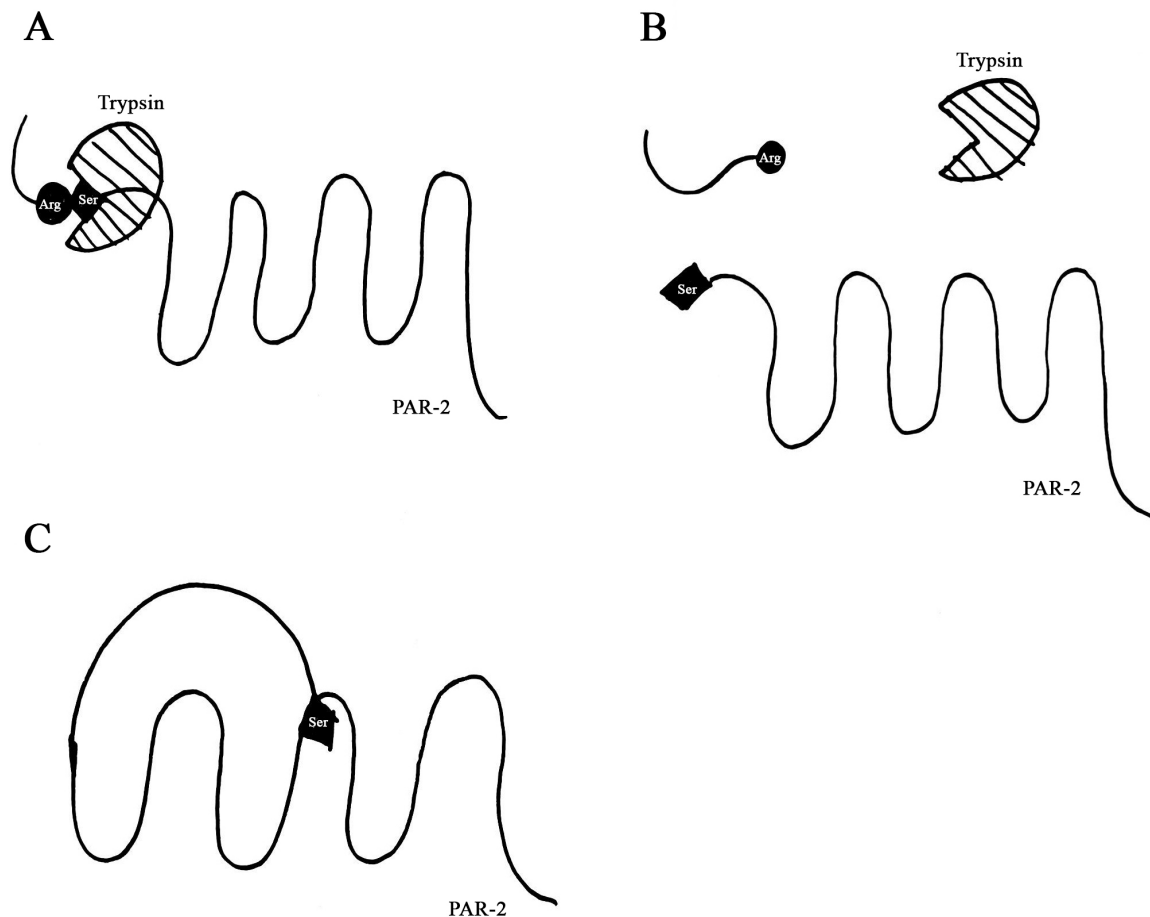 A
Trypsin
Arg
Ser
PAR-2
B
Trypsin
Arg
Ser
PAR-2
C
Ser
PAR-2